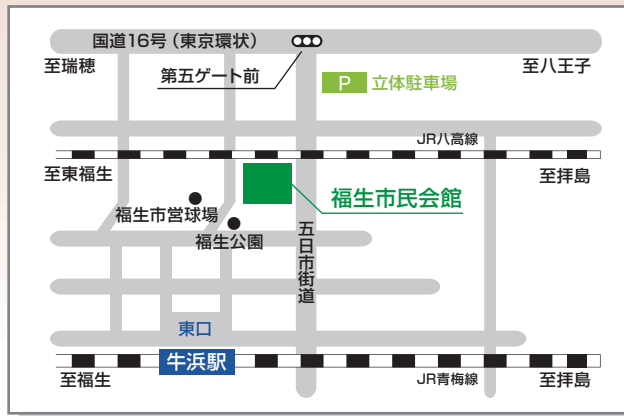 国道16号（東京環状）
至瑞穂
第五ゲート前
至八王子
P 立体駐車場
JR八高線
至東福生
至拝島
福生市民会館
福生市営球場
福生公園
五日市街道
東口
牛浜駅
至福生
JR青梅線
至拝島